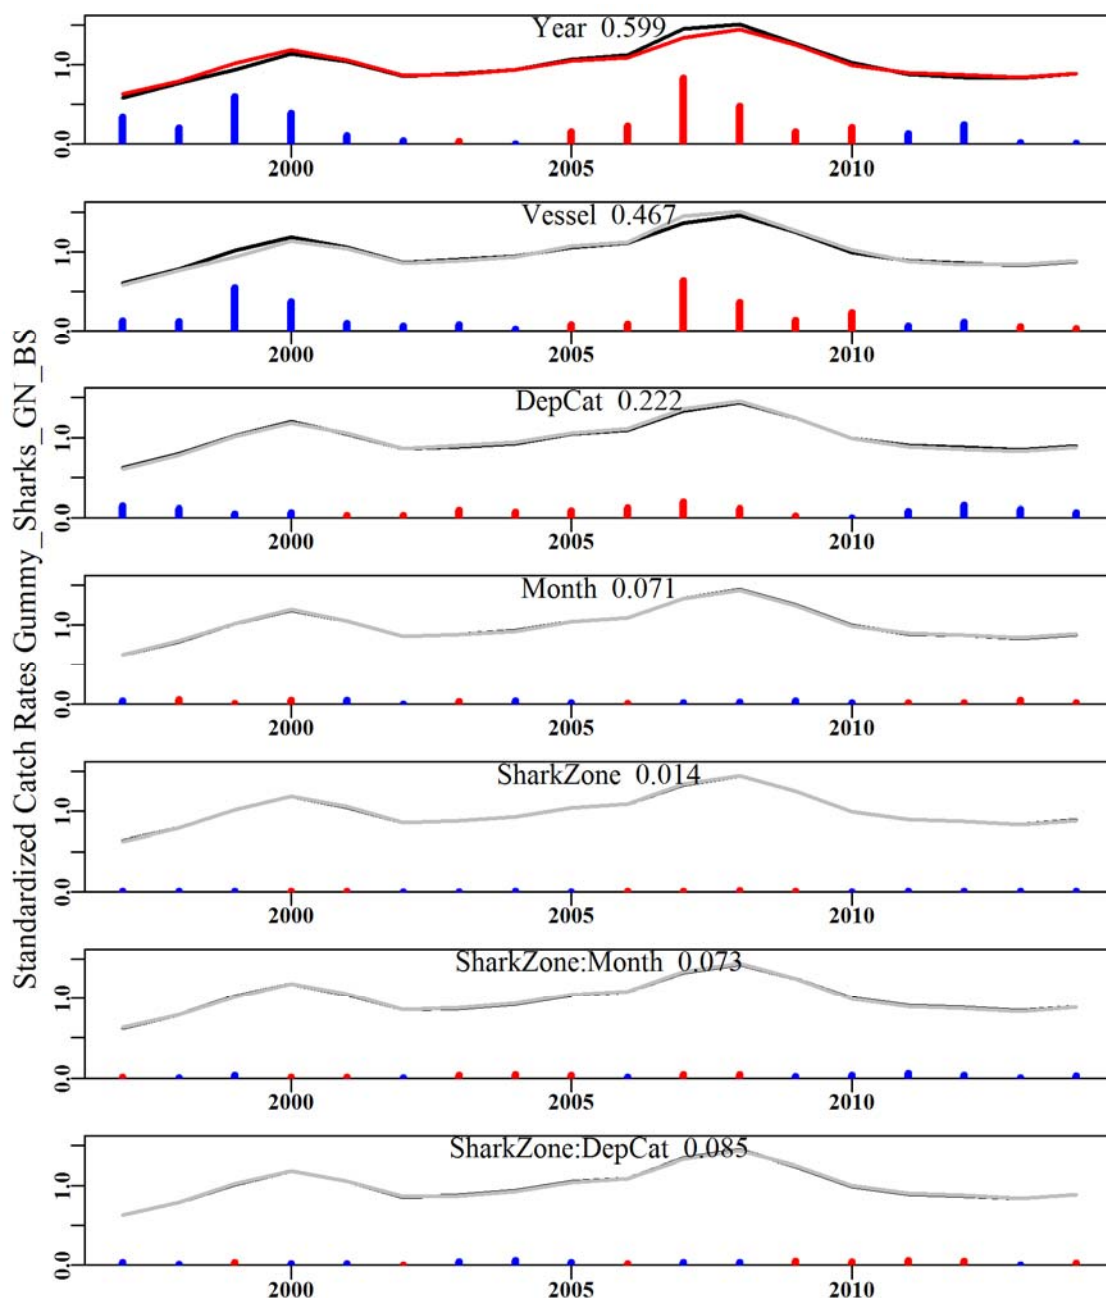 Standardized Catch Rates Gummy_Sharks_GN_BS
Year 0.599
1.0
0.0
2000 2005 2010
Vessel 0.467
1.0
0.0
2000 2005 2010
DepCat 0.222
1.0
0.0
2000 2005 2010
Month 0.071
1.0
0.0
2000 2005 2010
SharkZone 0.014
1.0
0.0
2000 2005 2010
SharkZone:Month 0.073
1.0
0.0
2000 2005 2010
SharkZone:DepCat 0.085
1.0
0.0
2000 2005 2010